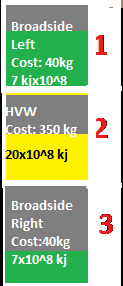 Broadside
Left
Cost: 40kg
7 kjx10^8
1
HVW
Cost: 350 kg
20x10^8 kj
2
Broadside
Right
Cost:40kg
7x10^8 kj
3